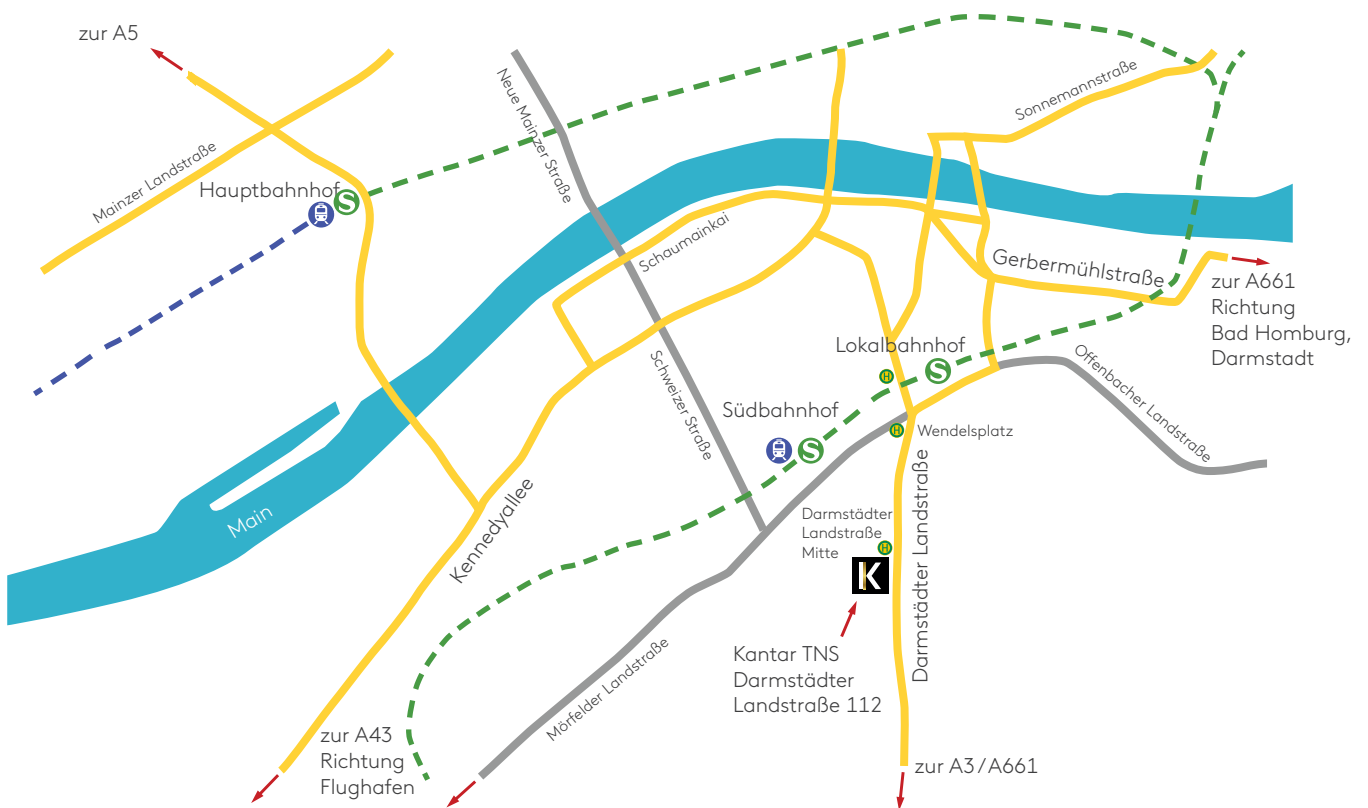 zur A5
Neue Mainzer Straße
Sonnemannstraße
Mainzer Landstraße
Hauptbahnhof
S
Schaumainkai
Gerbermühlstraße
zur A661
Richtung
Bad Homburg,
Darmstadt
Lokalbahnhof
H
S
Offenbacher Landstraße
Schweizer Straße
Südbahnhof
S
H
Wendelsplatz
Main
Kennedyallee
Darmstädter
Landstraße
Mitte
H
Darmstädter Landstraße
K
Kantar TNS
Darmstädter
Landstraße 112
Mörfelder Landstraße
zur A43
Richtung
Flughafen
zur A3/A661